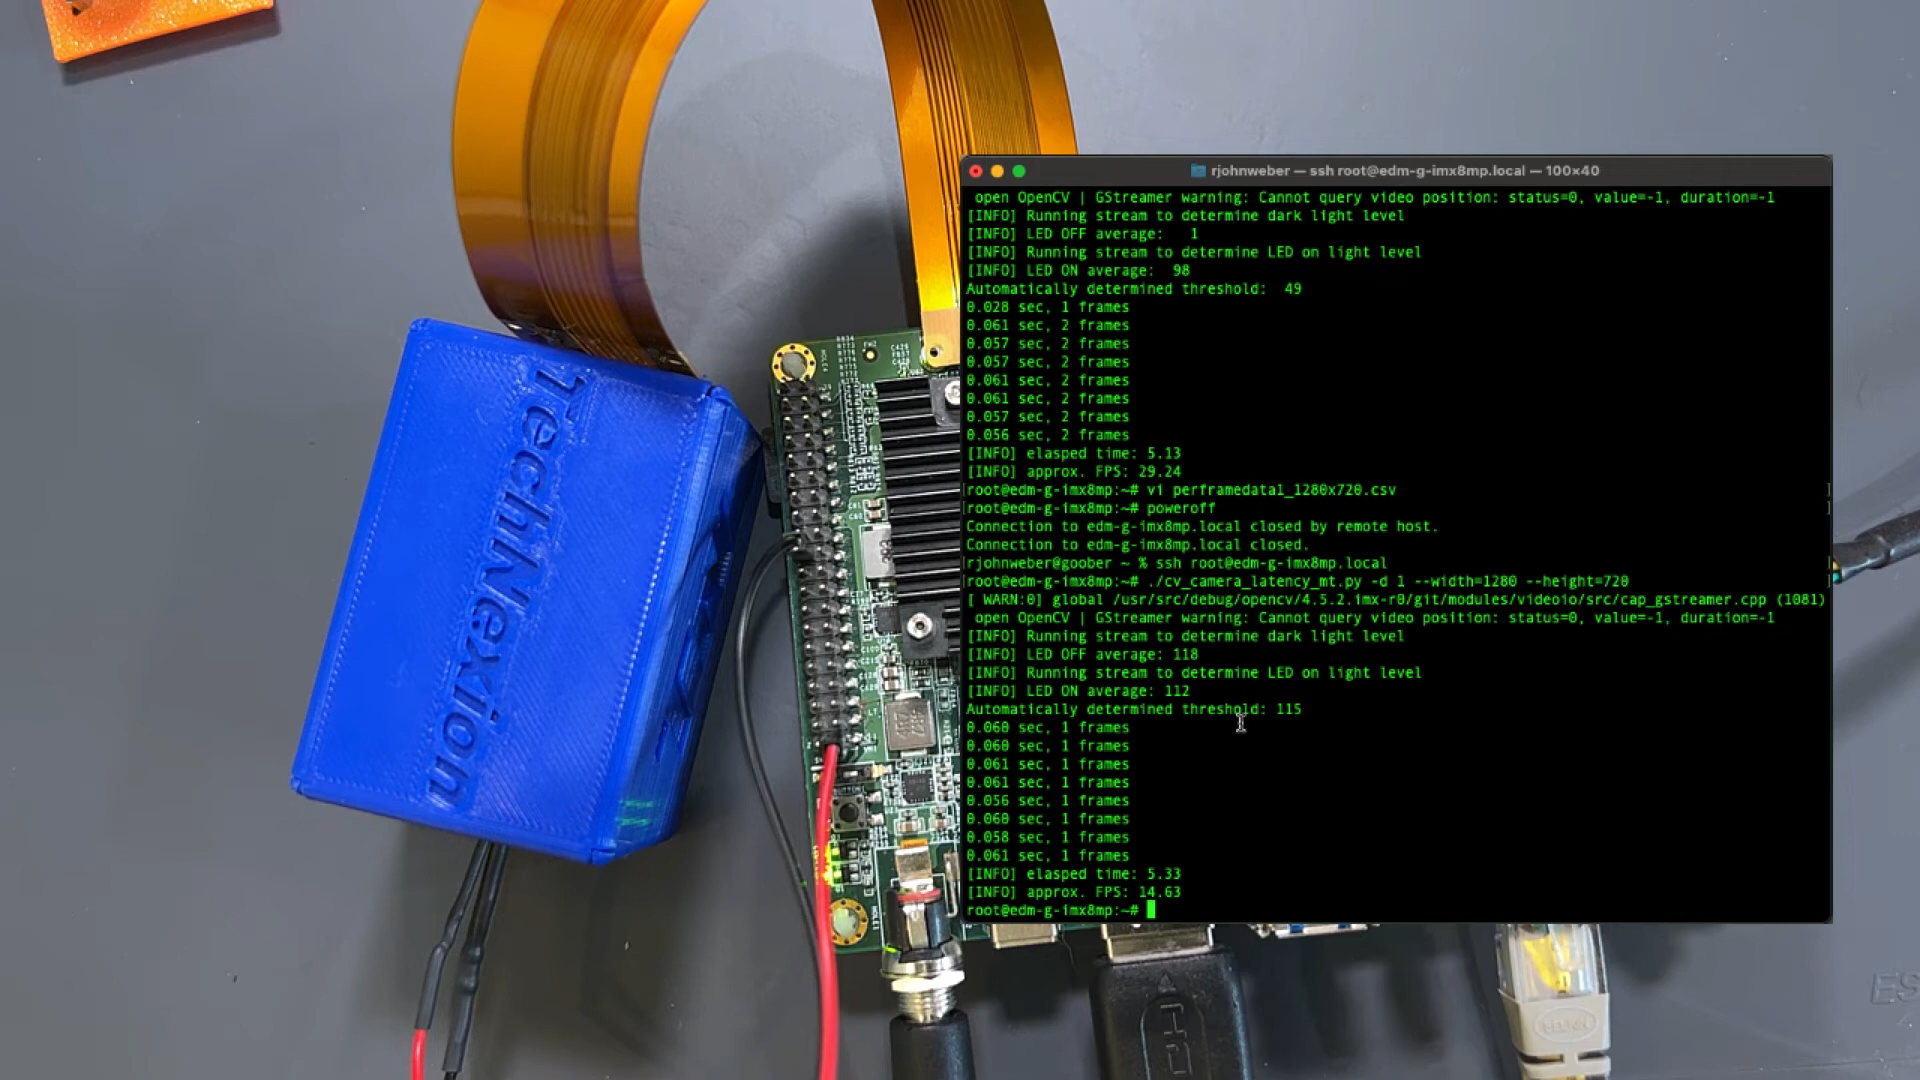 TechNexion
rjohnweber — ssh root@edm-g-imx8mp.local — 100×40
open OpenCV | GStreamer warning: Cannot query video position: status=0, value=-1, duration=-1
[INFO] Running stream to determine dark light level
[INFO] LED OFF average:   1
[INFO] Running stream to determine LED on light level
[INFO] LED ON average:  98
Automatically determined threshold:  49
0.028 sec, 1 frames
0.061 sec, 2 frames
0.057 sec, 2 frames
0.057 sec, 2 frames
0.061 sec, 2 frames
0.061 sec, 2 frames
0.057 sec, 2 frames
0.056 sec, 2 frames
[INFO] elasped time: 5.13
[INFO] approx. FPS: 29.24
[root@edm-g-imx8mp:~# vi perframedata1_1280x720.csv ]
[root@edm-g-imx8mp:~# poweroff ]
Connection to edm-g-imx8mp.local closed by remote host.
Connection to edm-g-imx8mp.local closed.
[rjohnweber@goober ~ % ssh root@edm-g-imx8mp.local ]
[root@edm-g-imx8mp:~# ./cv_camera_latency_mt.py -d 1 --width=1280 --height=720 ]
[ WARN:0] global /usr/src/debug/opencv/4.5.2.imx-r0/git/modules/videoio/src/cap_gstreamer.cpp (1081)
open OpenCV | GStreamer warning: Cannot query video position: status=0, value=-1, duration=-1
[INFO] Running stream to determine dark light level
[INFO] LED OFF average: 118
[INFO] Running stream to determine LED on light level
[INFO] LED ON average: 112
Automatically determined threshold: 115
0.060 sec, 1 frames
0.060 sec, 1 frames
0.061 sec, 1 frames
0.061 sec, 1 frames
0.056 sec, 1 frames
0.060 sec, 1 frames
0.058 sec, 1 frames
0.061 sec, 1 frames
[INFO] elasped time: 5.33
[INFO] approx. FPS: 14.63
root@edm-g-imx8mp:~#
BUTTON1
ES